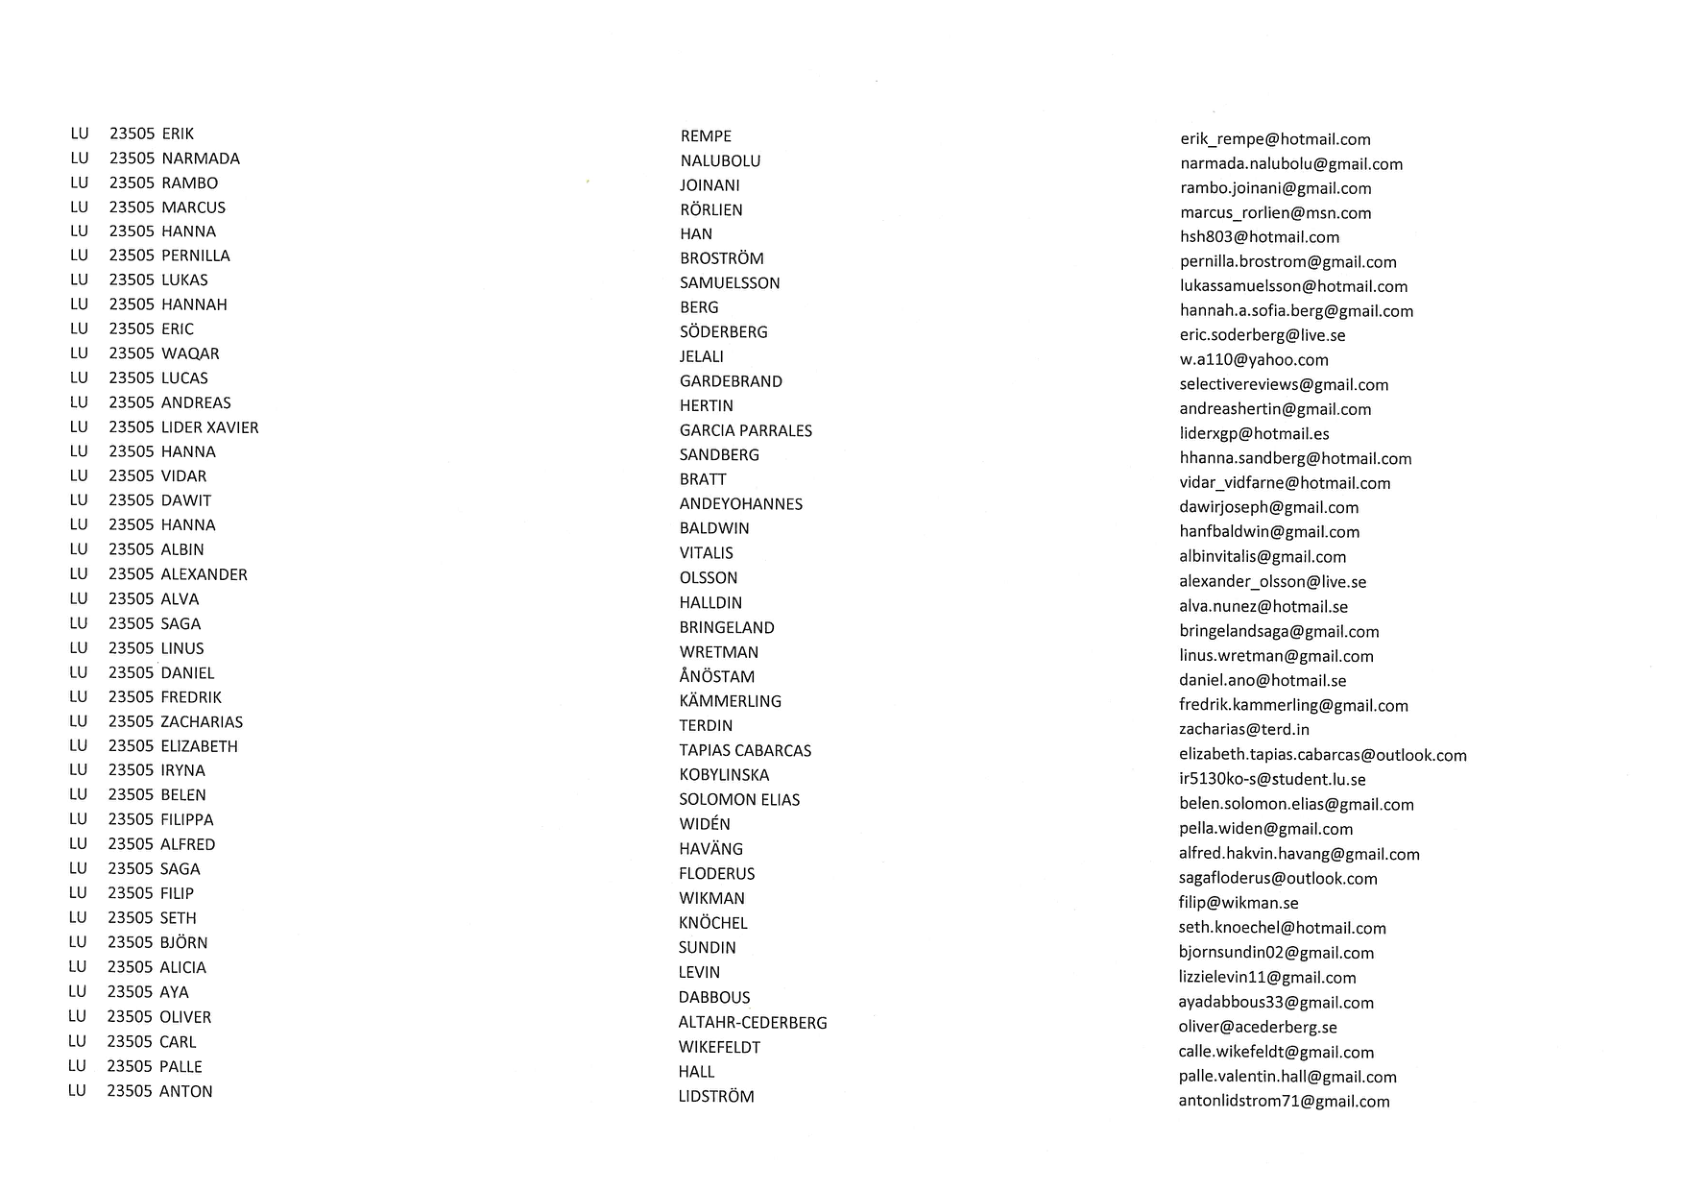 LU 23505 ERIK REMPE erik_rempe@hotmail.com
LU 23505 NARMADA NALUBOLU narmada.nalubolu@gmail.com
LU 23505 RAMBO JOINANI rambo.joinani@gmail.com
LU 23505 MARCUS RÖRLIEN marcus_rorlien@msn.com
LU 23505 HANNA HAN hsh803@hotmail.com
LU 23505 PERNILLA BROSTRÖM pernilla.brostrom@gmail.com
LU 23505 LUKAS SAMUELSSON lukassamuelsson@hotmail.com
LU 23505 HANNAH BERG hannah.a.sofia.berg@gmail.com
LU 23505 ERIC SÖDERBERG eric.soderberg@live.se
LU 23505 WAQAR JELALI w.a110@yahoo.com
LU 23505 LUCAS GARDEBRAND selectivereviews@gmail.com
LU 23505 ANDREAS HERTIN andreashertin@gmail.com
LU 23505 LIDER XAVIER GARCIA PARRALES liderxgp@hotmail.es
LU 23505 HANNA SANDBERG hhanna.sandberg@hotmail.com
LU 23505 VIDAR BRATT vidar_vidfarne@hotmail.com
LU 23505 DAWIT ANDEYOHANNES dawirjoseph@gmail.com
LU 23505 HANNA BALDWIN hanfbaldwin@gmail.com
LU 23505 ALBIN VITALIS albinvitalis@gmail.com
LU 23505 ALEXANDER OLSSON alexander_olsson@live.se
LU 23505 ALVA HALLDIN alva.nunez@hotmail.se
LU 23505 SAGA BRINGELAND bringelandsaga@gmail.com
LU 23505 LINUS WRETMAN linus.wretman@gmail.com
LU 23505 DANIEL ÅNÖSTAM daniel.ano@hotmail.se
LU 23505 FREDRIK KÄMMERLING fredrik.kammerling@gmail.com
LU 23505 ZACHARIAS TERDIN zacharias@terd.in
LU 23505 ELIZABETH TAPIAS CABARCAS elizabeth.tapias.cabarcas@outlook.com
LU 23505 IRYNA KOBYLINSKA ir5130ko-s@student.lu.se
LU 23505 BELEN SOLOMON ELIAS belen.solomon.elias@gmail.com
LU 23505 FILIPPA WIDÉN pella.widen@gmail.com
LU 23505 ALFRED HAVÄNG alfred.hakvin.havang@gmail.com
LU 23505 SAGA FLODERUS sagafloderus@outlook.com
LU 23505 FILIP WIKMAN filip@wikman.se
LU 23505 SETH KNÖCHEL seth.knoechel@hotmail.com
LU 23505 BJÖRN SUNDIN bjornsundin02@gmail.com
LU 23505 ALICIA LEVIN lizzielevin11@gmail.com
LU 23505 AYA DABBOUS ayadabbous33@gmail.com
LU 23505 OLIVER ALTAHR-CEDERBERG oliver@acederberg.se
LU 23505 CARL WIKEFELDT calle.wikefeldt@gmail.com
LU 23505 PALLE HALL palle.valentin.hall@gmail.com
LU 23505 ANTON LIDSTRÖM antonlidstrom71@gmail.com